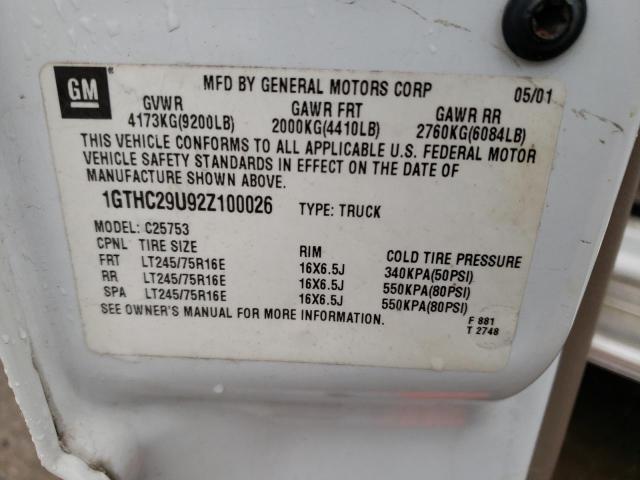 GM
MFD BY GENERAL MOTORS CORP 05/01
GVWR GAWR FRT GAWR RR
4173KG(9200LB) 2000KG(4410LB) 2760KG(6084LB)
THIS VEHICLE CONFORMS TO ALL APPLICABLE U.S. FEDERAL MOTOR
VEHICLE SAFETY STANDARDS IN EFFECT ON THE DATE OF
MANUFACTURE SHOWN ABOVE.
1GTHC29U92Z100026 TYPE: TRUCK
MODEL: C25753
CPNL TIRE SIZE RIM COLD TIRE PRESSURE
FRT LT245/75R16E 16X6.5J 340KPA(50PSI)
RR LT245/75R16E 16X6.5J 550KPA(80PSI)
SPA LT245/75R16E 16X6.5J 550KPA(80PSI)
SEE OWNER'S MANUAL FOR MORE INFORMATION.
F 881
T 2748